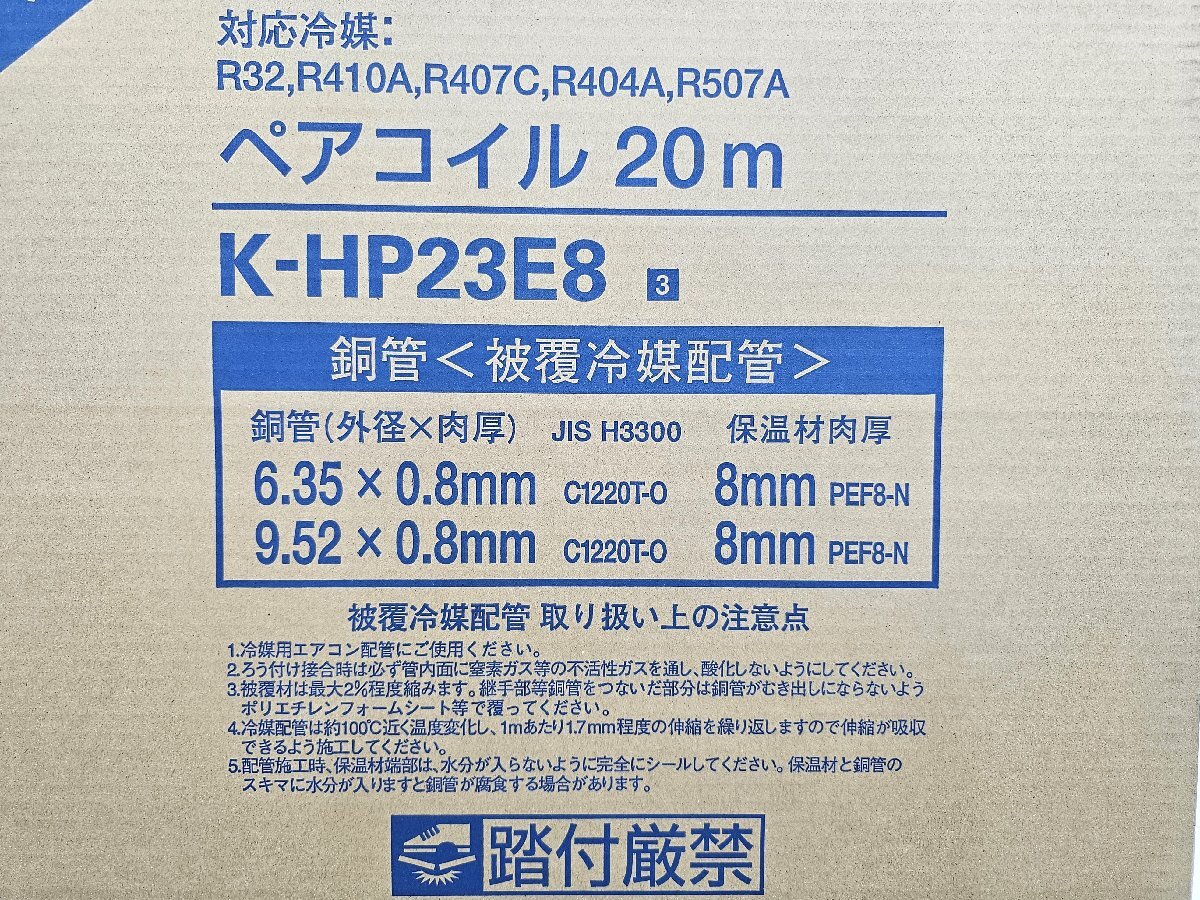 対応冷媒:
R32,R410A,R407C,R404A,R507A
ペアコイル 20m
K-HP23E8 3
銅管<被覆冷媒配管>
銅管(外径×肉厚) JIS H3300 保温材肉厚
6.35×0.8mm C1220T-O 8mm PEF8-N
9.52×0.8mm C1220T-O 8mm PEF8-N
被覆冷媒配管 取り扱い上の注意点
1.冷媒用エアコン配管にご使用ください。
2.ろう付け接合時は必ず管内面に窒素ガス等の不活性ガスを通し、酸化しないようにしてください。
3.被覆材は最大2%程度縮みます。継手部等銅管をつないだ部分は銅管がむき出しにならないよう
ポリエチレンフォームシート等で覆ってください。
4.冷媒配管は約100℃近く温度変化し、1mあたり1.7mm程度の伸縮を繰り返しますので伸縮が吸収
できるよう施工してください。
5.配管施工時、保温材端部は、水分が入らないように完全にシールしてください。保温材と銅管の
スキマに水分が入りますと銅管が腐食する場合があります。
踏付厳禁